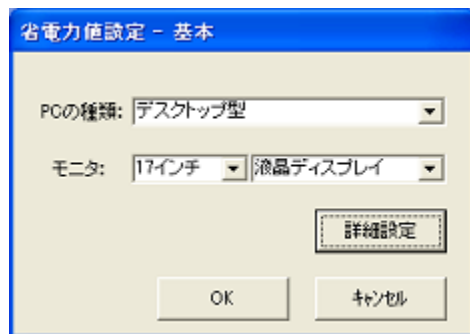 省電力値設定 - 基本
PCの種類: デスクトップ型
モニタ: 17インチ 液晶ディスプレイ
詳細設定
OK キャンセル